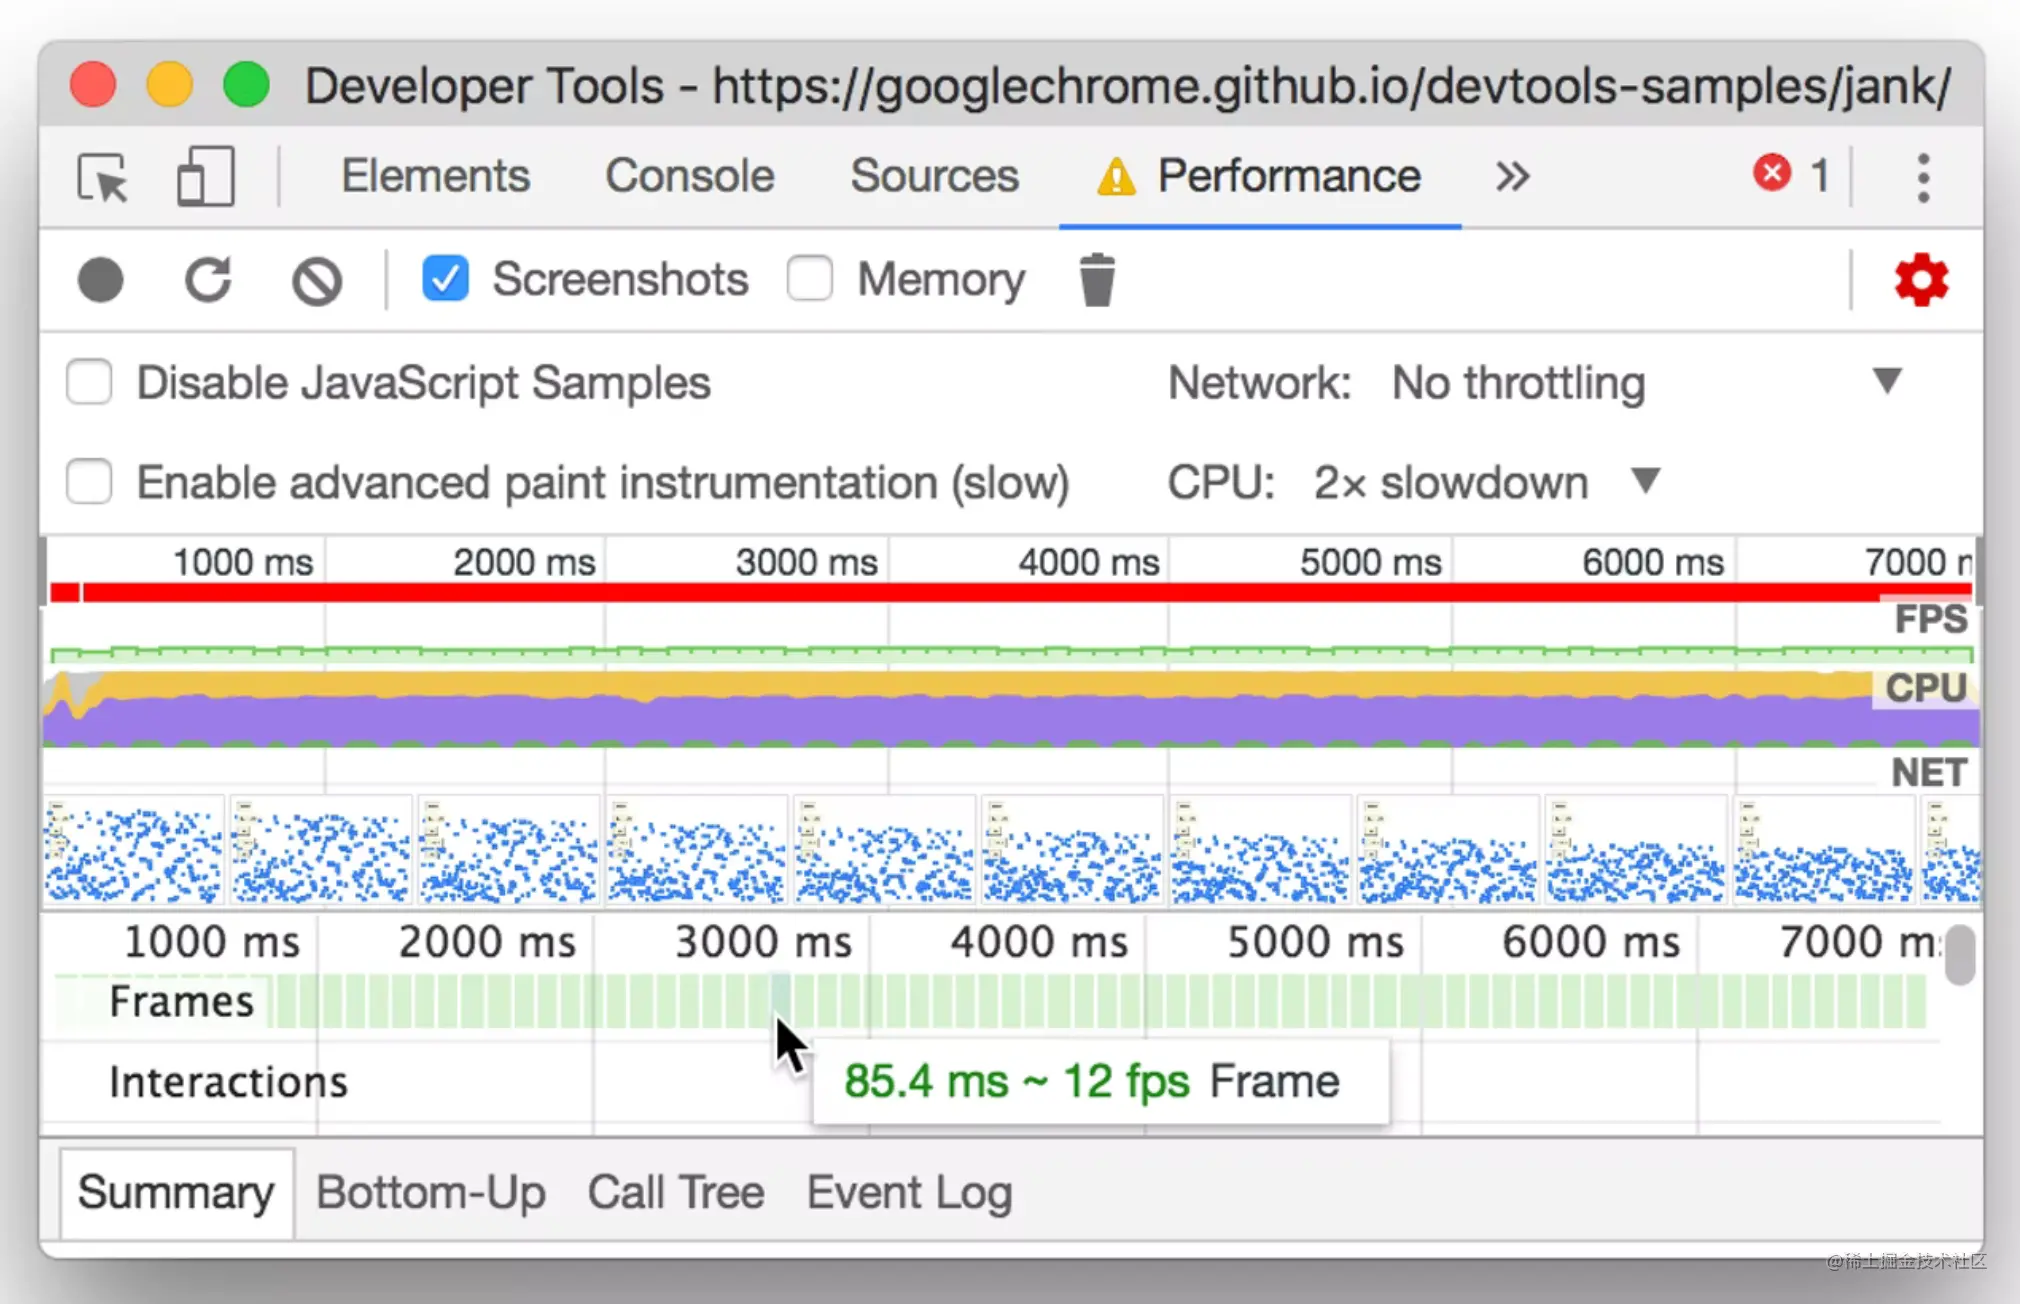 Developer Tools - https://googlechrome.github.io/devtools-samples/jank/
Elements Console Sources Performance » 1
Screenshots Memory
Disable JavaScript Samples Network: No throttling
Enable advanced paint instrumentation (slow) CPU: 2× slowdown
1000 ms 2000 ms 3000 ms 4000 ms 5000 ms 6000 ms 7000 m
FPS
CPU
NET
1000 ms 2000 ms 3000 ms 4000 ms 5000 ms 6000 ms 7000 m
Frames
Interactions 85.4 ms ~ 12 fps Frame
Summary Bottom-Up Call Tree Event Log
@稀土掘金技术社区